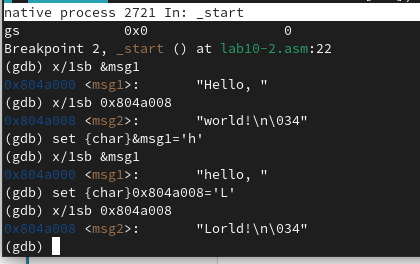 native process 2721 In: _start
gs             0x0                 0
Breakpoint 2, _start () at lab10-2.asm:22
(gdb) x/1sb &msg1
0x804a000 <msg1>:       "Hello, "
(gdb) x/1sb 0x804a008
0x804a008 <msg2>:       "world!\n\034"
(gdb) set {char}&msg1='h'
(gdb) x/1sb &msg1
0x804a000 <msg1>:       "hello, "
(gdb) set {char}0x804a008='L'
(gdb) x/1sb 0x804a008
0x804a008 <msg2>:       "Lorld!\n\034"
(gdb)